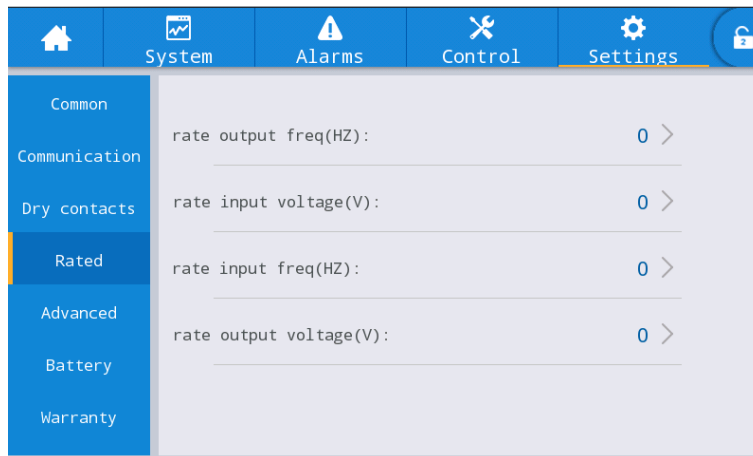 System
Alarms
Control
Settings
2
Common
Communication
Dry contacts
Rated
Advanced
Battery
Warranty
rate output freq(HZ): 0
rate input voltage(V): 0
rate input freq(HZ): 0
rate output voltage(V): 0